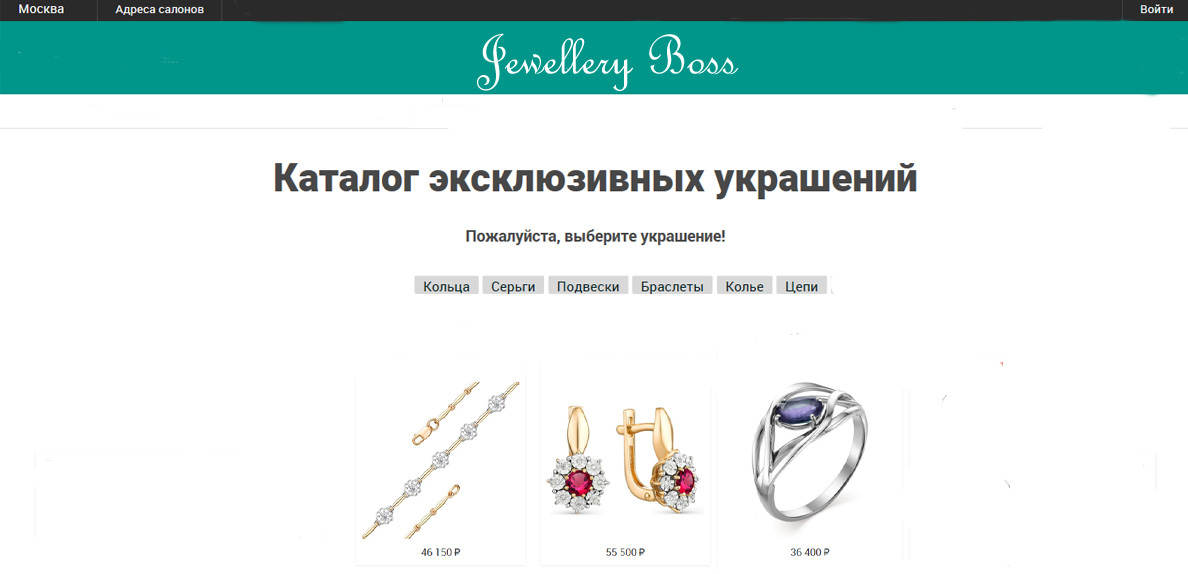 Москва Адреса салонов Войти
Jewellery Boss
Каталог эксклюзивных украшений
Пожалуйста, выберите украшение!
Кольца Серьги Подвески Браслеты Колье Цепи
46 150 ₽ 55 500 ₽ 36 400 ₽